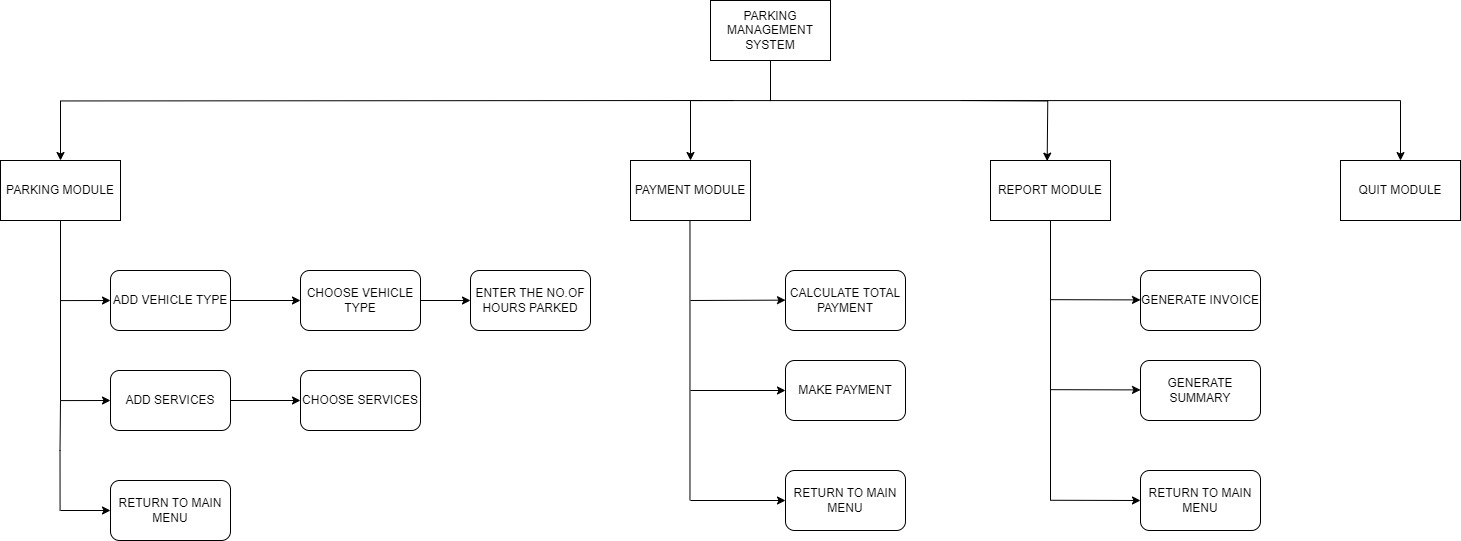 PARKING
MANAGEMENT
SYSTEM
PARKING MODULE
PAYMENT MODULE
REPORT MODULE
QUIT MODULE
ADD VEHICLE TYPE
CHOOSE VEHICLE
TYPE
ENTER THE NO.OF
HOURS PARKED
CALCULATE TOTAL
PAYMENT
GENERATE INVOICE
ADD SERVICES
CHOOSE SERVICES
MAKE PAYMENT
GENERATE
SUMMARY
RETURN TO MAIN
MENU
RETURN TO MAIN
MENU
RETURN TO MAIN
MENU